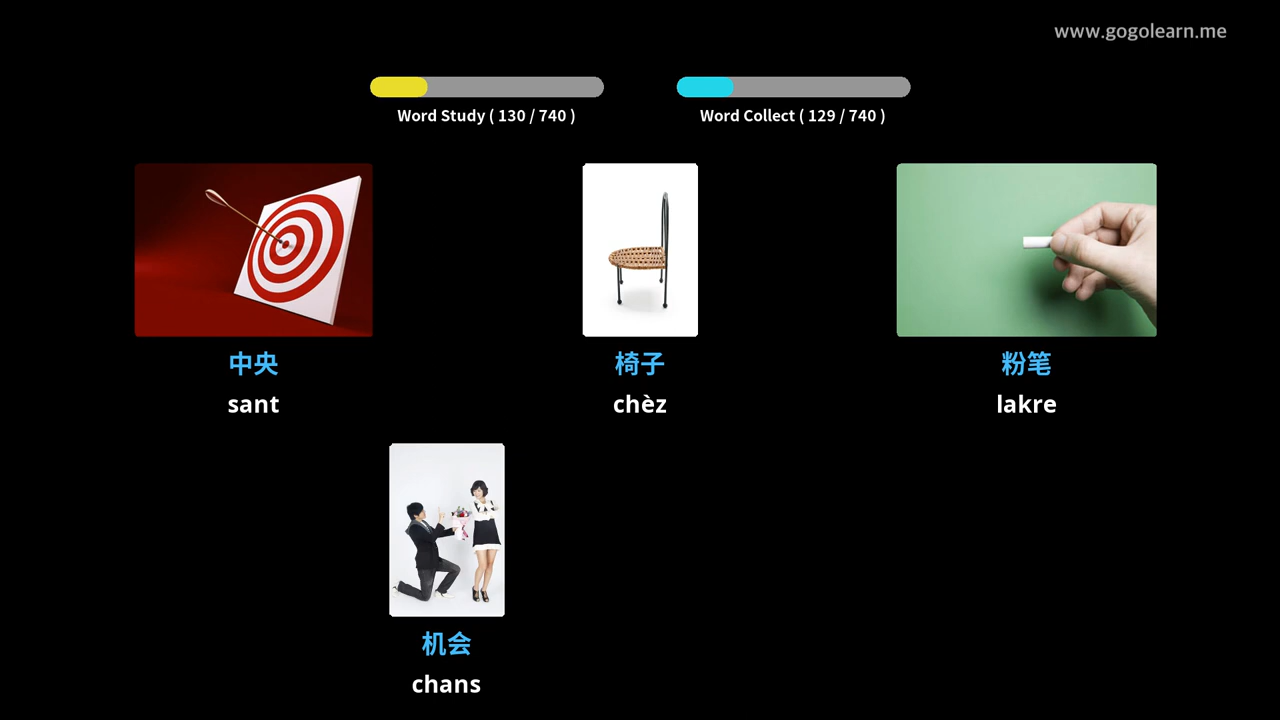 www.gogolearn.me
Word Study ( 130 / 740 )
Word Collect ( 129 / 740 )
中央
sant
椅子
chèz
粉笔
lakre
机会
chans